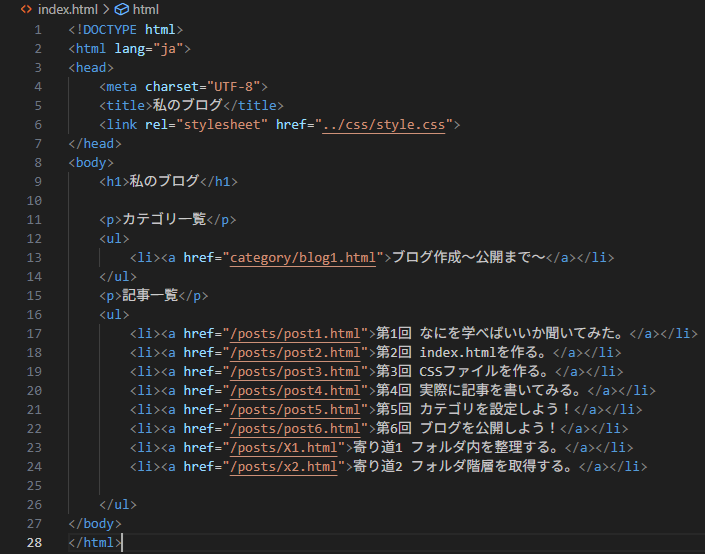 index.html > html
1 <!DOCTYPE html>
2 <html lang="ja">
3 <head>
4     <meta charset="UTF-8">
5     <title>私のブログ</title>
6     <link rel="stylesheet" href="../css/style.css">
7 </head>
8 <body>
9     <h1>私のブログ</h1>
10
11     <p>カテゴリ一覧</p>
12     <ul>
13         <li><a href="category/blog1.html">ブログ作成～公開まで～</a></li>
14     </ul>
15     <p>記事一覧</p>
16     <ul>
17         <li><a href="/posts/post1.html">第1回 なにを学べばいいか聞いてみた。</a></li>
18         <li><a href="/posts/post2.html">第2回 index.htmlを作る。</a></li>
19         <li><a href="/posts/post3.html">第3回 CSSファイルを作る。</a></li>
20         <li><a href="/posts/post4.html">第4回 実際に記事を書いてみる。</a></li>
21         <li><a href="/posts/post5.html">第5回 カテゴリを設定しよう！</a></li>
22         <li><a href="/posts/post6.html">第6回 ブログを公開しよう！</a></li>
23         <li><a href="/posts/X1.html">寄り道1 フォルダ内を整理する。</a></li>
24         <li><a href="/posts/x2.html">寄り道2 フォルダ階層を取得する。</a></li>
25
26     </ul>
27 </body>
28 </html>